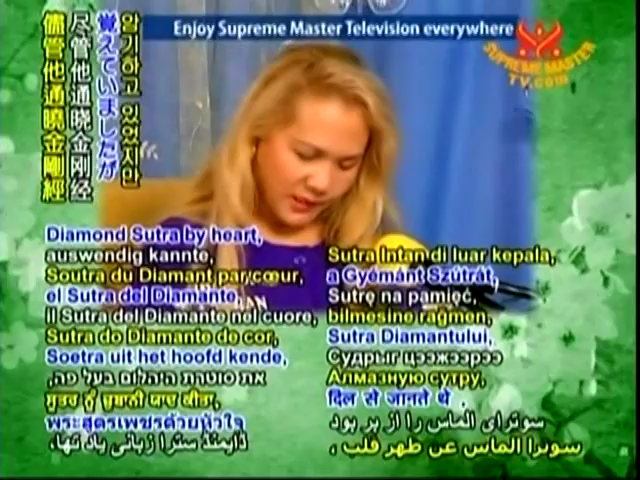 Enjoy Supreme Master Television everywhere
SUPREME MASTER
TV.com
儘管他通曉金剛經
尽管他通晓金刚经
覚えていましたが
암기하고 있었지만
Diamond Sutra by heart,
auswendig kannte,
Soutra du Diamant par cœur,
el Sutra del Diamante,
il Sutra del Diamante nel cuore,
Sutra do Diamante de cor,
Soetra uit het hoofd kende,
את סוטרת היהלום בעל פה,
ਸੂਤਰ ਨੂੰ ਜ਼ਬਾਨੀ ਯਾਦ ਕੀਤਾ,
พระสูตรเพชรด้วยหัวใจ
ڈایمنڈ سترا زبانی یاد تھا،
Sutra Intan di luar kepala,
a Gyémánt Szútrát,
Sutrę na pamięć,
bilmesine rağmen,
Sutra Diamantului,
Судрыг цээжээрээ
Алмазную сутру,
दिल से जानते थे ,
سوترای الماس را از بر بود
سوترا الماس عن ظهر قلب ،